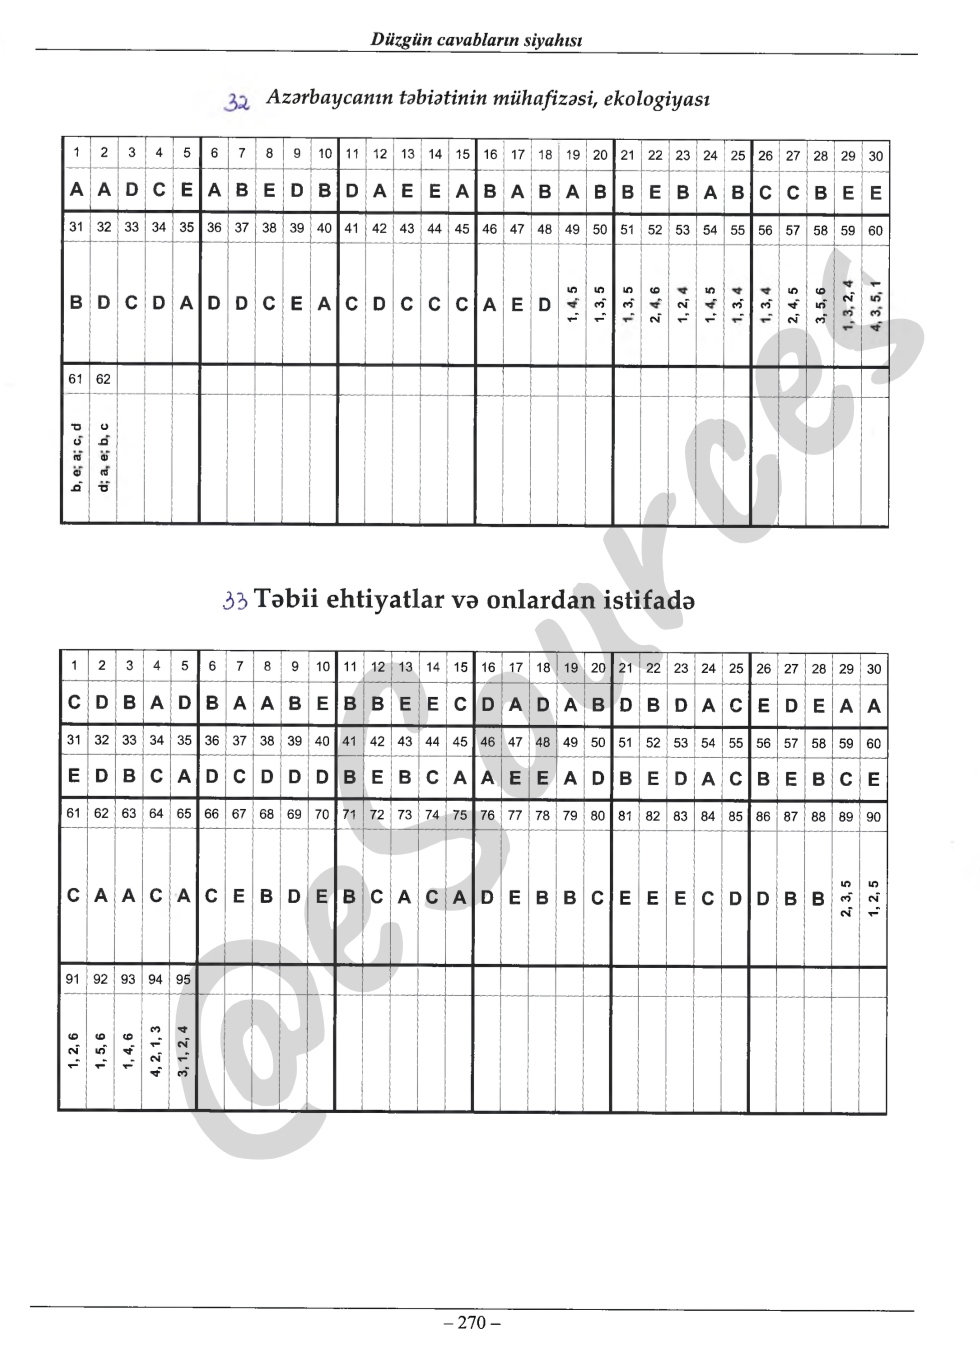 Düzgün cavabların siyahısı
32 Azərbaycanın təbiətinin mühafizəsi, ekologiyası
1 2 3 4 5 6 7 8 9 10 11 12 13 14 15 16 17 18 19 20 21 22 23 24 25 26 27 28 29 30
A A D C E A B E D B D A E E A B A B A B B E B A B C C B E E
31 32 33 34 35 36 37 38 39 40 41 42 43 44 45 46 47 48 49 50 51 52 53 54 55 56 57 58 59 60
B D C D A D D C E A C D C C C A E D 1, 4, 5 1, 3, 5 1, 3, 5 2, 4, 6 1, 2, 4 1, 4, 5 1, 3, 4 1, 3, 4 2, 4, 5 3, 5, 6 1, 3, 2, 4 4, 3, 5, 1
61 62
b, e; a; c, d d; a, e; b, c
33 Təbii ehtiyatlar və onlardan istifadə
1 2 3 4 5 6 7 8 9 10 11 12 13 14 15 16 17 18 19 20 21 22 23 24 25 26 27 28 29 30
C D B A D B A A B E B B E E C D A D A B D B D A C E D E A A
31 32 33 34 35 36 37 38 39 40 41 42 43 44 45 46 47 48 49 50 51 52 53 54 55 56 57 58 59 60
E D B C A D C D D D B E B C A A E E A D B E D A C B E B C E
61 62 63 64 65 66 67 68 69 70 71 72 73 74 75 76 77 78 79 80 81 82 83 84 85 86 87 88 89 90
C A A C A C E B D E B C A C A D E B B C E E E C D D B B 2, 3, 5 1, 2, 5
91 92 93 94 95
1, 2, 6 1, 5, 6 1, 4, 6 4, 2, 1, 3 3, 1, 2, 4
@eSources
– 270 –